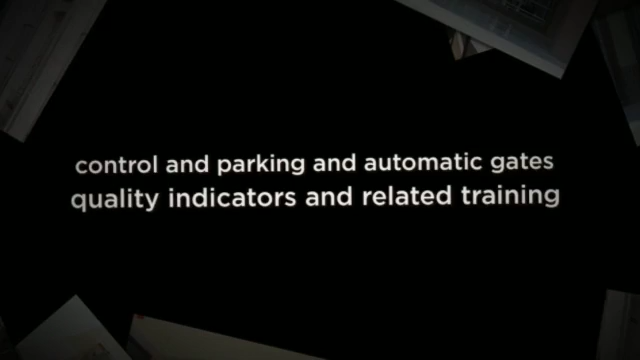 control and parking and automatic gates
quality indicators and related training